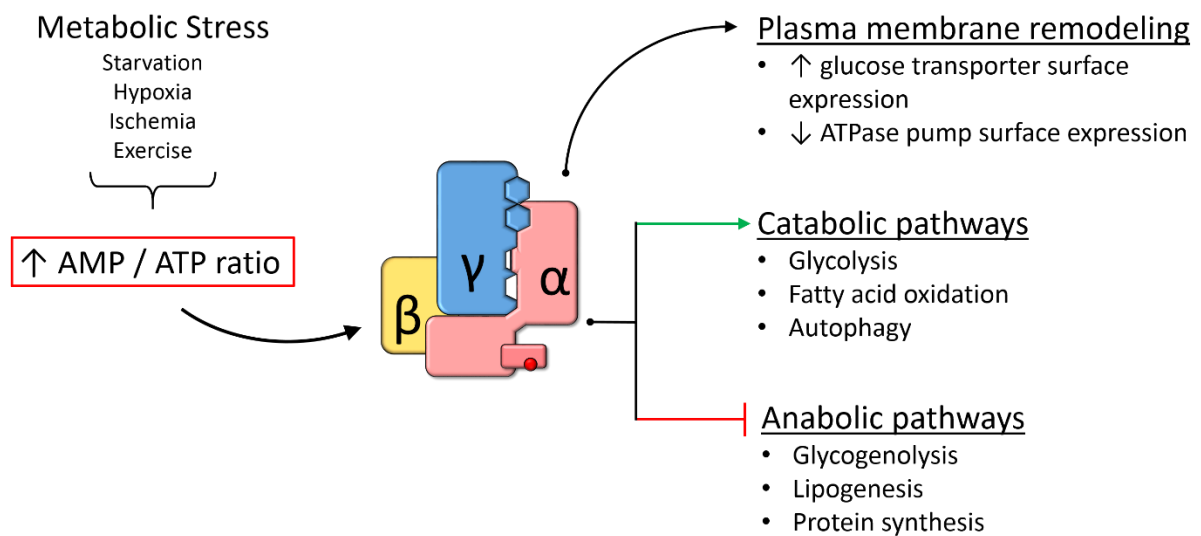 Metabolic Stress
Starvation
Hypoxia
Ischemia
Exercise
↑ AMP / ATP ratio
β
γ
α
Plasma membrane remodeling
• ↑ glucose transporter surface
expression
• ↓ ATPase pump surface expression
Catabolic pathways
• Glycolysis
• Fatty acid oxidation
• Autophagy
Anabolic pathways
• Glycogenolysis
• Lipogenesis
• Protein synthesis